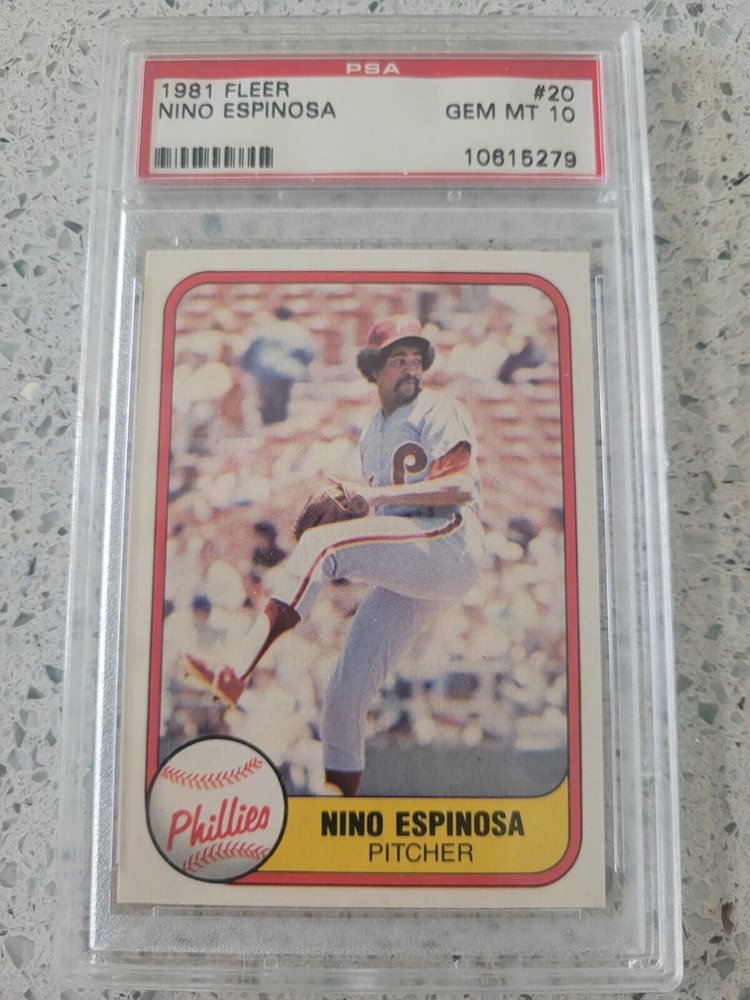 PSA
1981 FLEER #20
NINO ESPINOSA GEM MT 10
10615279
P
P
Phillies
NINO ESPINOSA
PITCHER